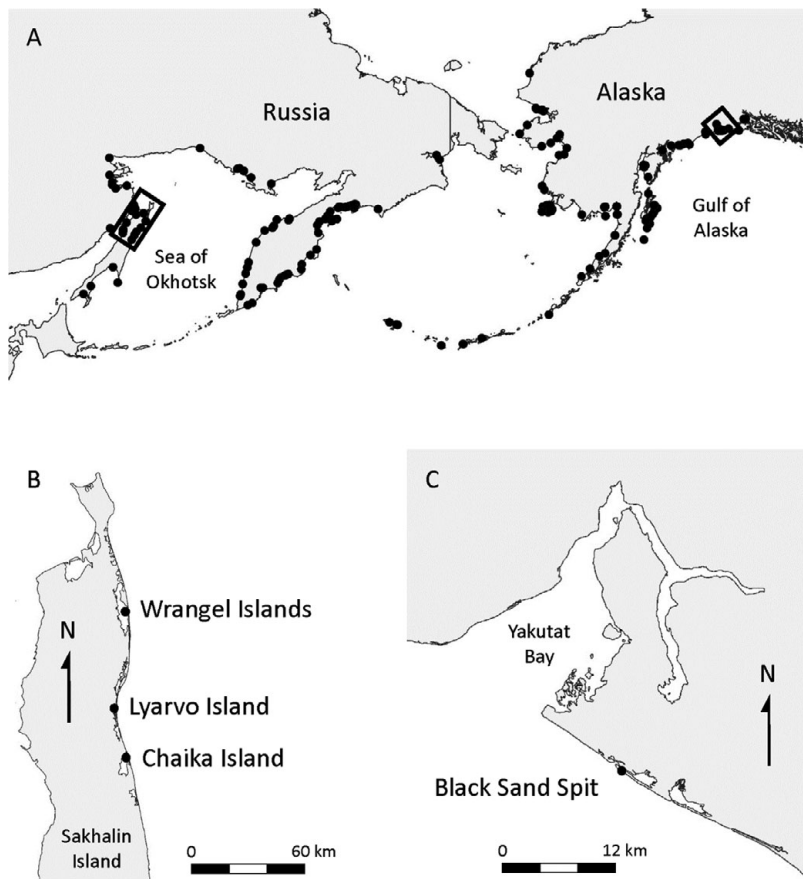 A
Russia
Alaska
Sea of
Okhotsk
Gulf of
Alaska
B
Wrangel Islands
N
Lyarvo Island
Chaika Island
Sakhalin
Island
0
60 km
C
Yakutat
Bay
N
Black Sand Spit
0
12 km